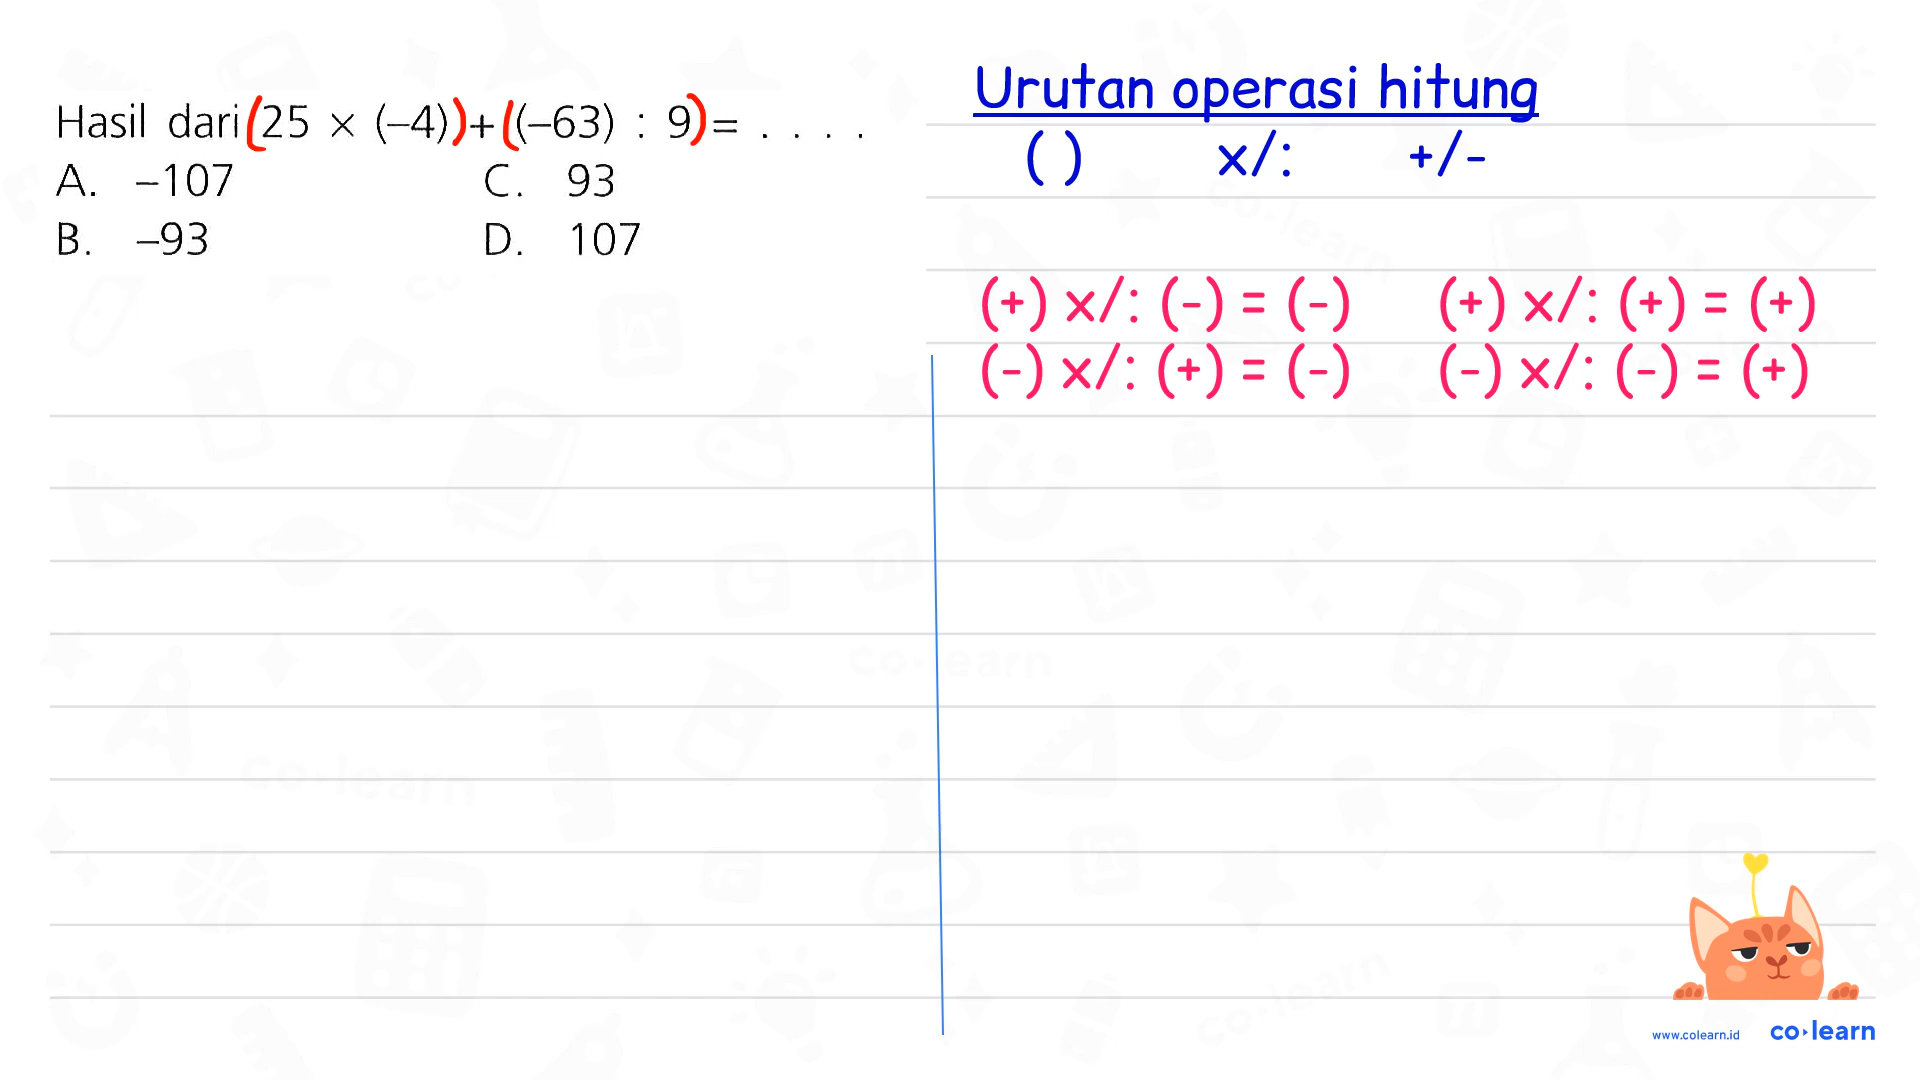 Hasil dari (25 × (–4)) + ((–63) : 9) = . . . .
A. –107 C. 93
B. –93 D. 107
Urutan operasi hitung
( ) x/: +/-
(+) x/: (-) = (-) (+) x/: (+) = (+)
(-) x/: (+) = (-) (-) x/: (-) = (+)
www.colearn.id co·learn